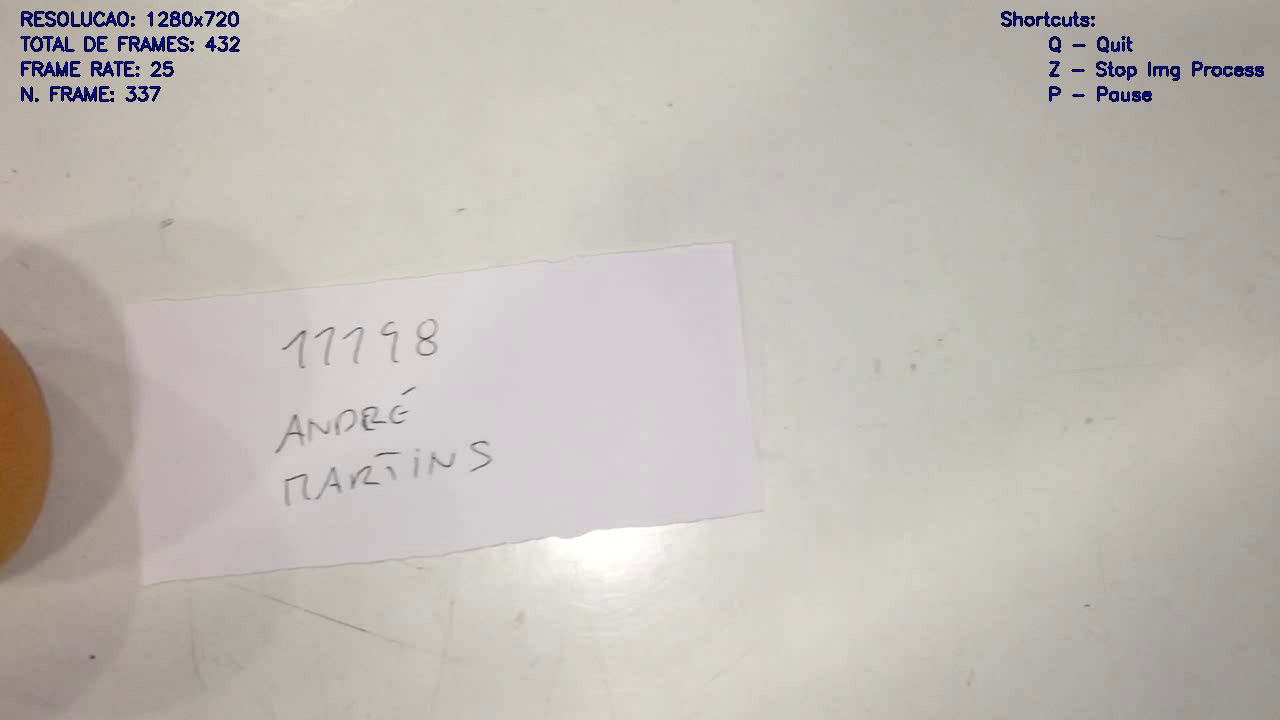 RESOLUCAO: 1280x720
TOTAL DE FRAMES: 432
FRAME RATE: 25
N. FRAME: 337
Shortcuts:
Q - Quit
Z - Stop Img Process
P - Pause
11198
ANDRÉ
MARTINS